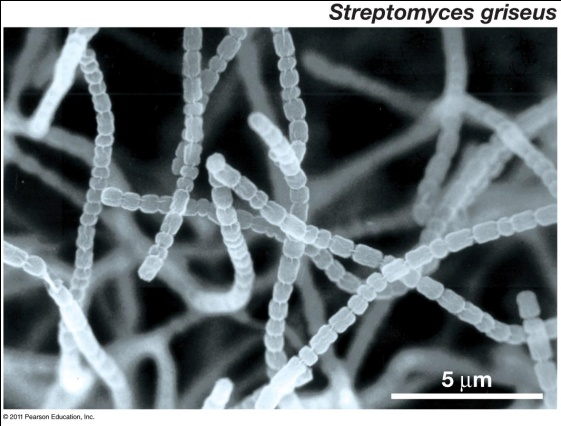 Streptomyces griseus
5 μm
© 2011 Pearson Education, Inc.